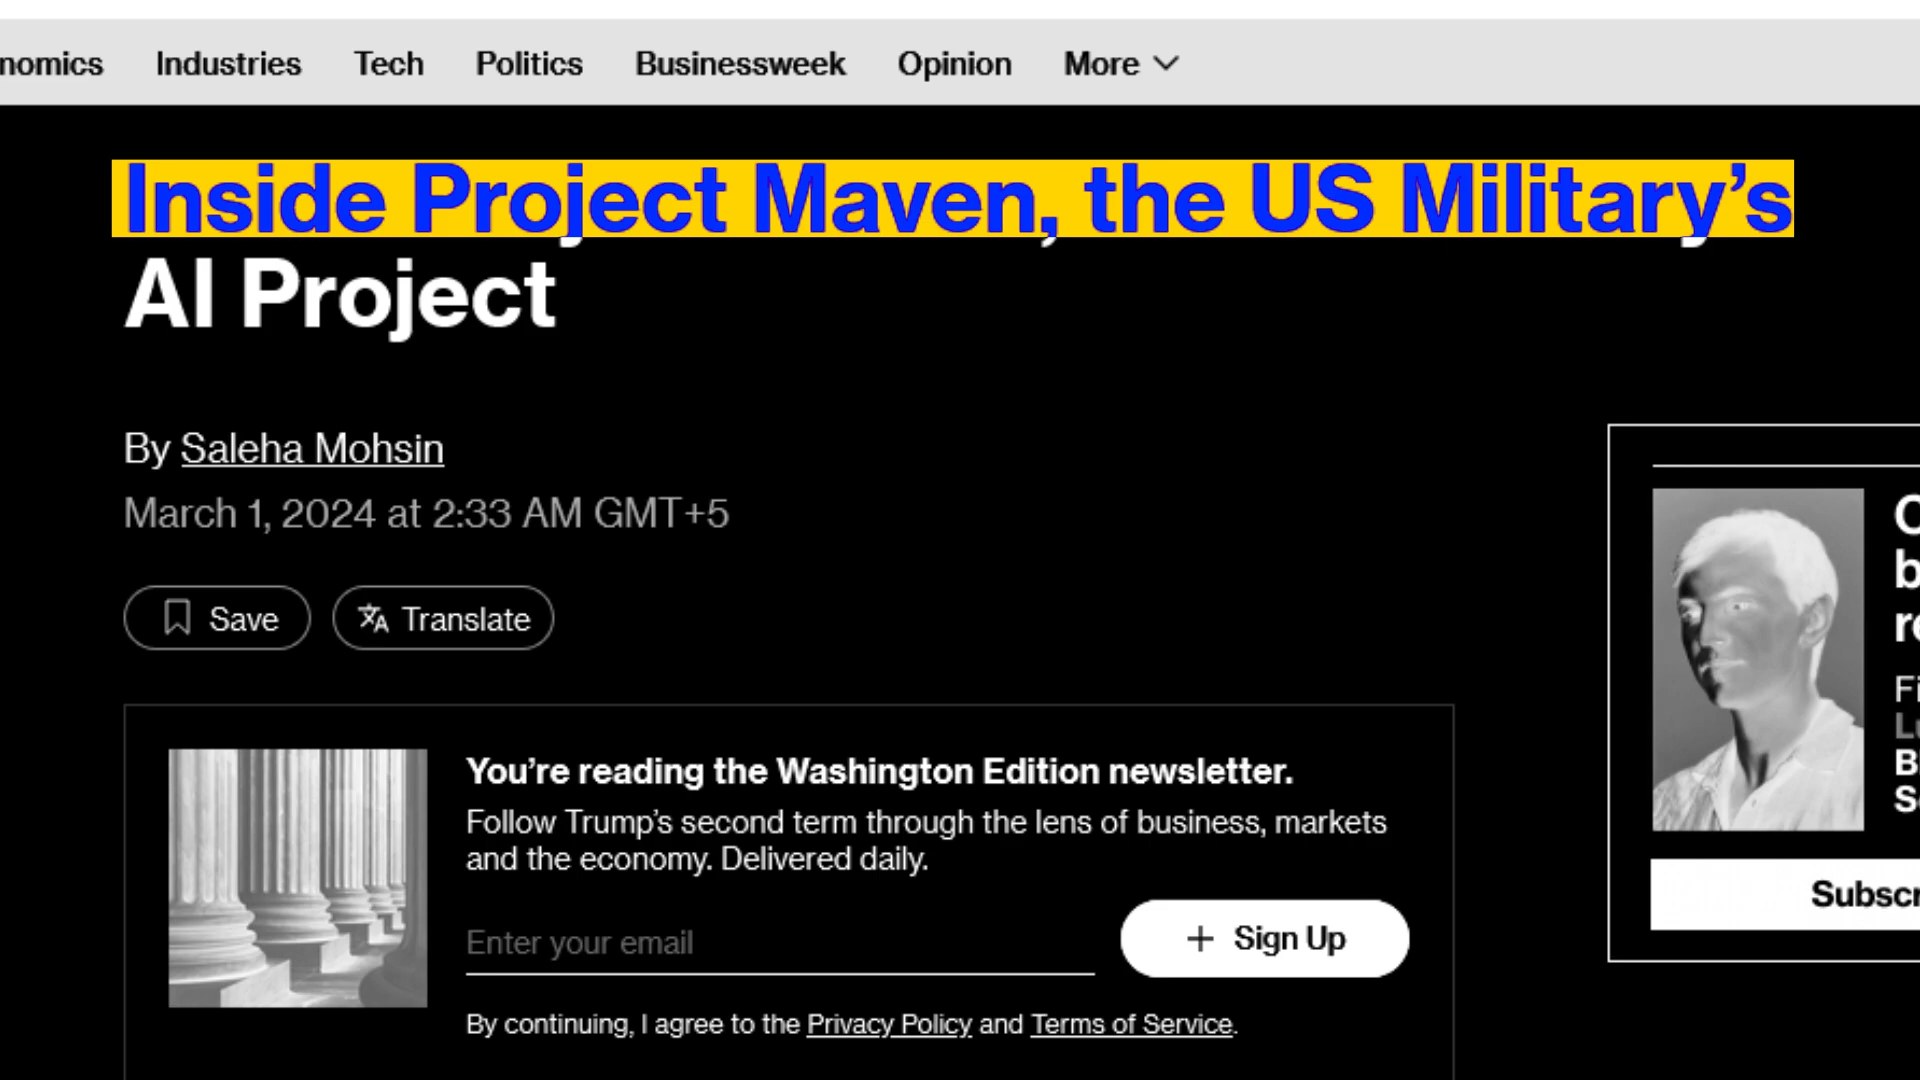 Industries Tech Politics Businessweek Opinion More
Inside Project Maven, the US Military’s
AI Project
By Saleha Mohsin
March 1, 2024 at 2:33 AM GMT+5
Save Translate
You’re reading the Washington Edition newsletter.
Follow Trump’s second term through the lens of business, markets
and the economy. Delivered daily.
Enter your email
+ Sign Up
By continuing, I agree to the Privacy Policy and Terms of Service.